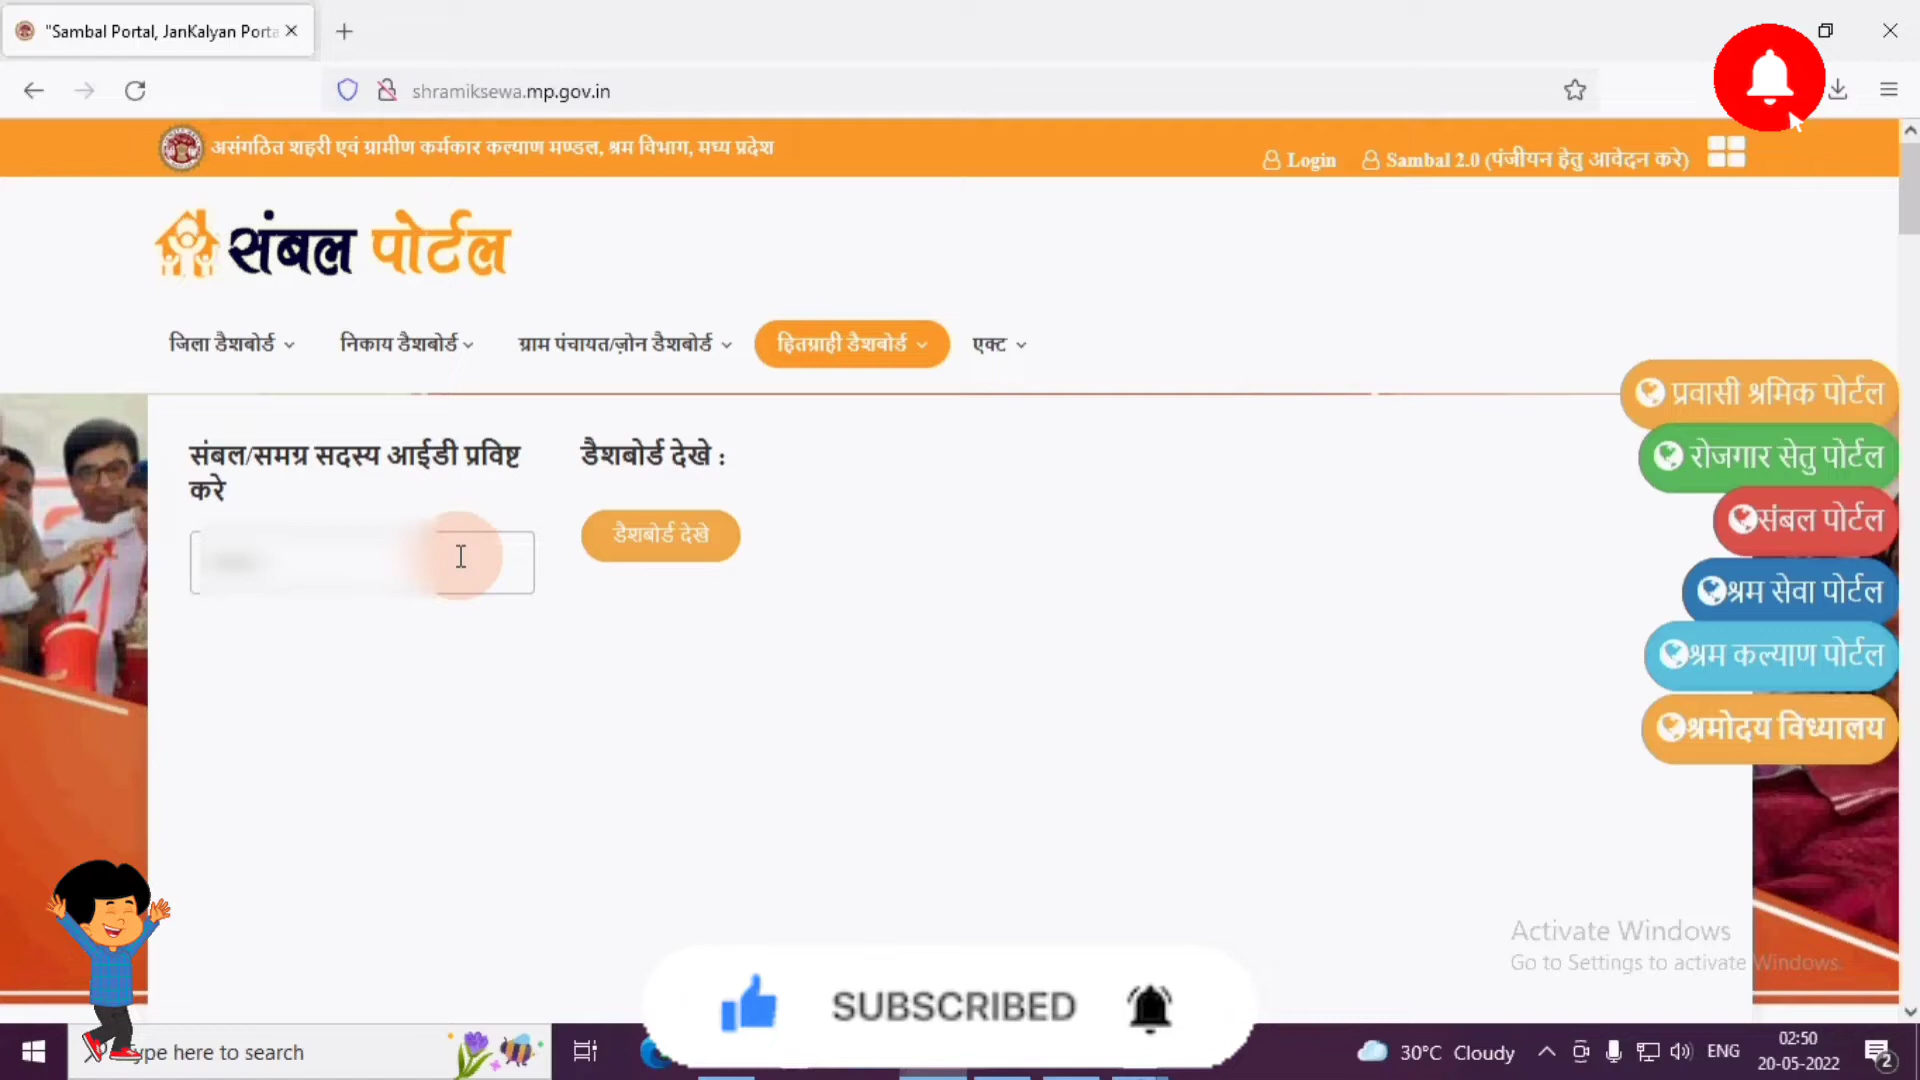 "Sambal Portal, JanKalyan Porta
shramiksewa.mp.gov.in
असंगठित शहरी एवं ग्रामीण कर्मकार कल्याण मण्डल, श्रम विभाग, मध्य प्रदेश
Login
Sambal 2.0 (पंजीयन हेतु आवेदन करे)
संबल पोर्टल
जिला डैशबोर्ड
निकाय डैशबोर्ड
ग्राम पंचायत/ज़ोन डैशबोर्ड
हितग्राही डैशबोर्ड
एक्ट
प्रवासी श्रमिक पोर्टल
रोजगार सेतु पोर्टल
संबल पोर्टल
श्रम सेवा पोर्टल
श्रम कल्याण पोर्टल
श्रमोदय विध्यालय
संबल/समग्र सदस्य आईडी प्रविष्ट
करे
डैशबोर्ड देखे :
डैशबोर्ड देखे
Activate Windows
Go to Settings to activate Windows.
SUBSCRIBED
Type here to search
30°C Cloudy
ENG
02:50
20-05-2022
2